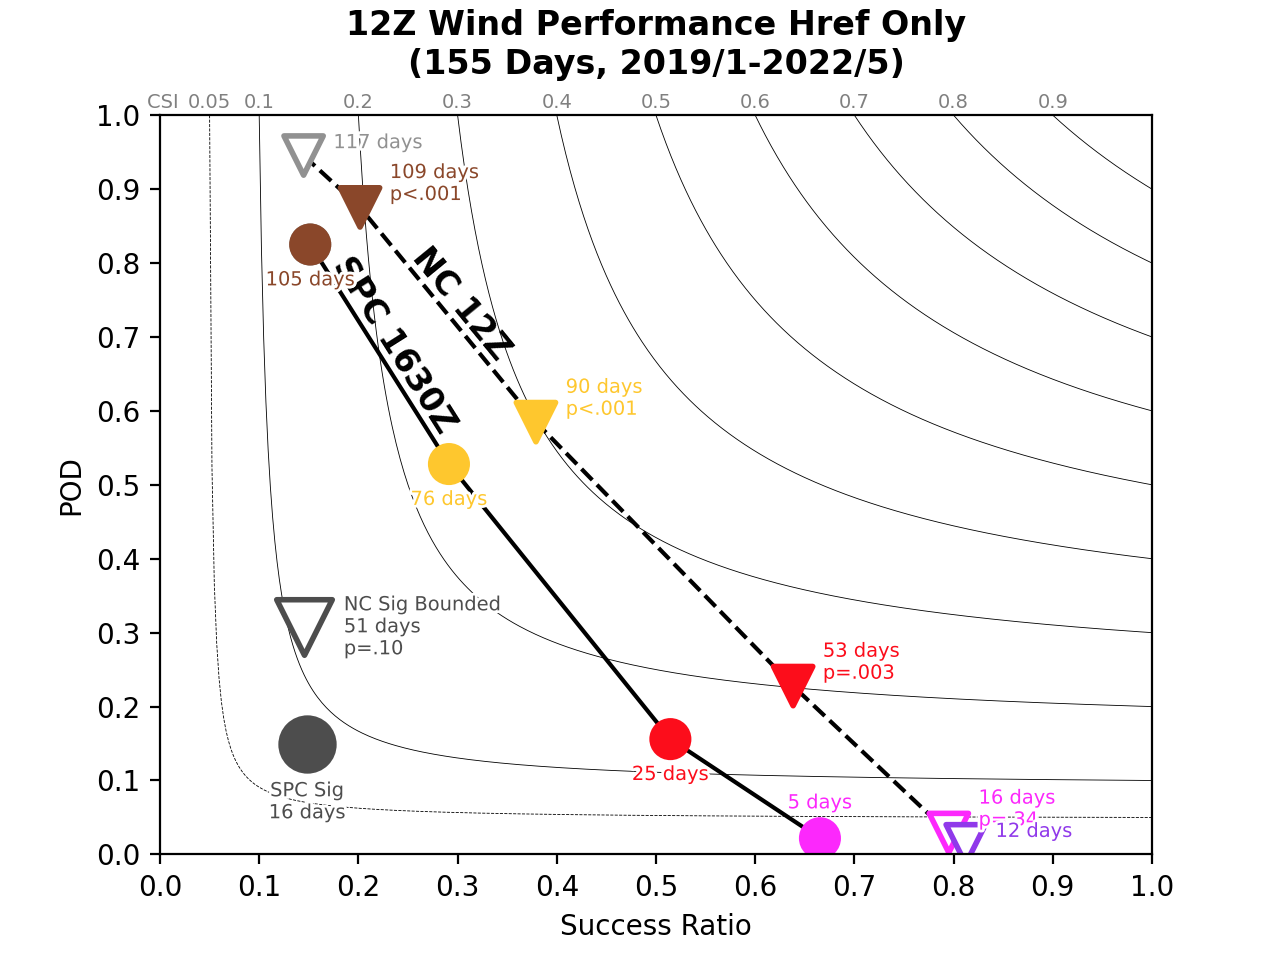 12Z Wind Performance Href Only
(155 Days, 2019/1-2022/5)
CSI 0.05 0.1 0.2 0.3 0.4 0.5 0.6 0.7 0.8 0.9
1.0
0.9
0.8
0.7
0.6
0.5
0.4
0.3
0.2
0.1
0.0
POD
117 days
109 days
p<.001
105 days
NC 12Z
SPC 1630Z
90 days
p<.001
76 days
NC Sig Bounded
51 days
p=.10
53 days
p=.003
25 days
SPC Sig
16 days
5 days
16 days
p=.34
12 days
0.0 0.1 0.2 0.3 0.4 0.5 0.6 0.7 0.8 0.9 1.0
Success Ratio